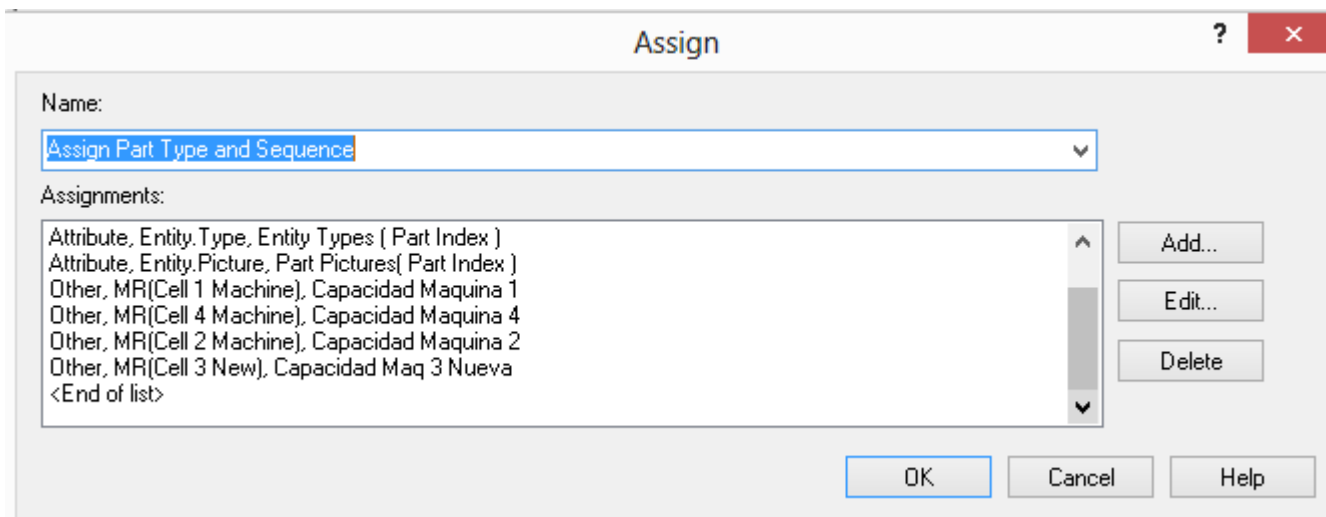 Assign
?
×
Name:
Assign Part Type and Sequence
Assignments:
Attribute, Entity.Type, Entity Types ( Part Index )
Attribute, Entity.Picture, Part Pictures( Part Index )
Other, MR(Cell 1 Machine), Capacidad Maquina 1
Other, MR(Cell 4 Machine), Capacidad Maquina 4
Other, MR(Cell 2 Machine), Capacidad Maquina 2
Other, MR(Cell 3 New), Capacidad Maq 3 Nueva
<End of list>
Add...
Edit...
Delete
OK
Cancel
Help